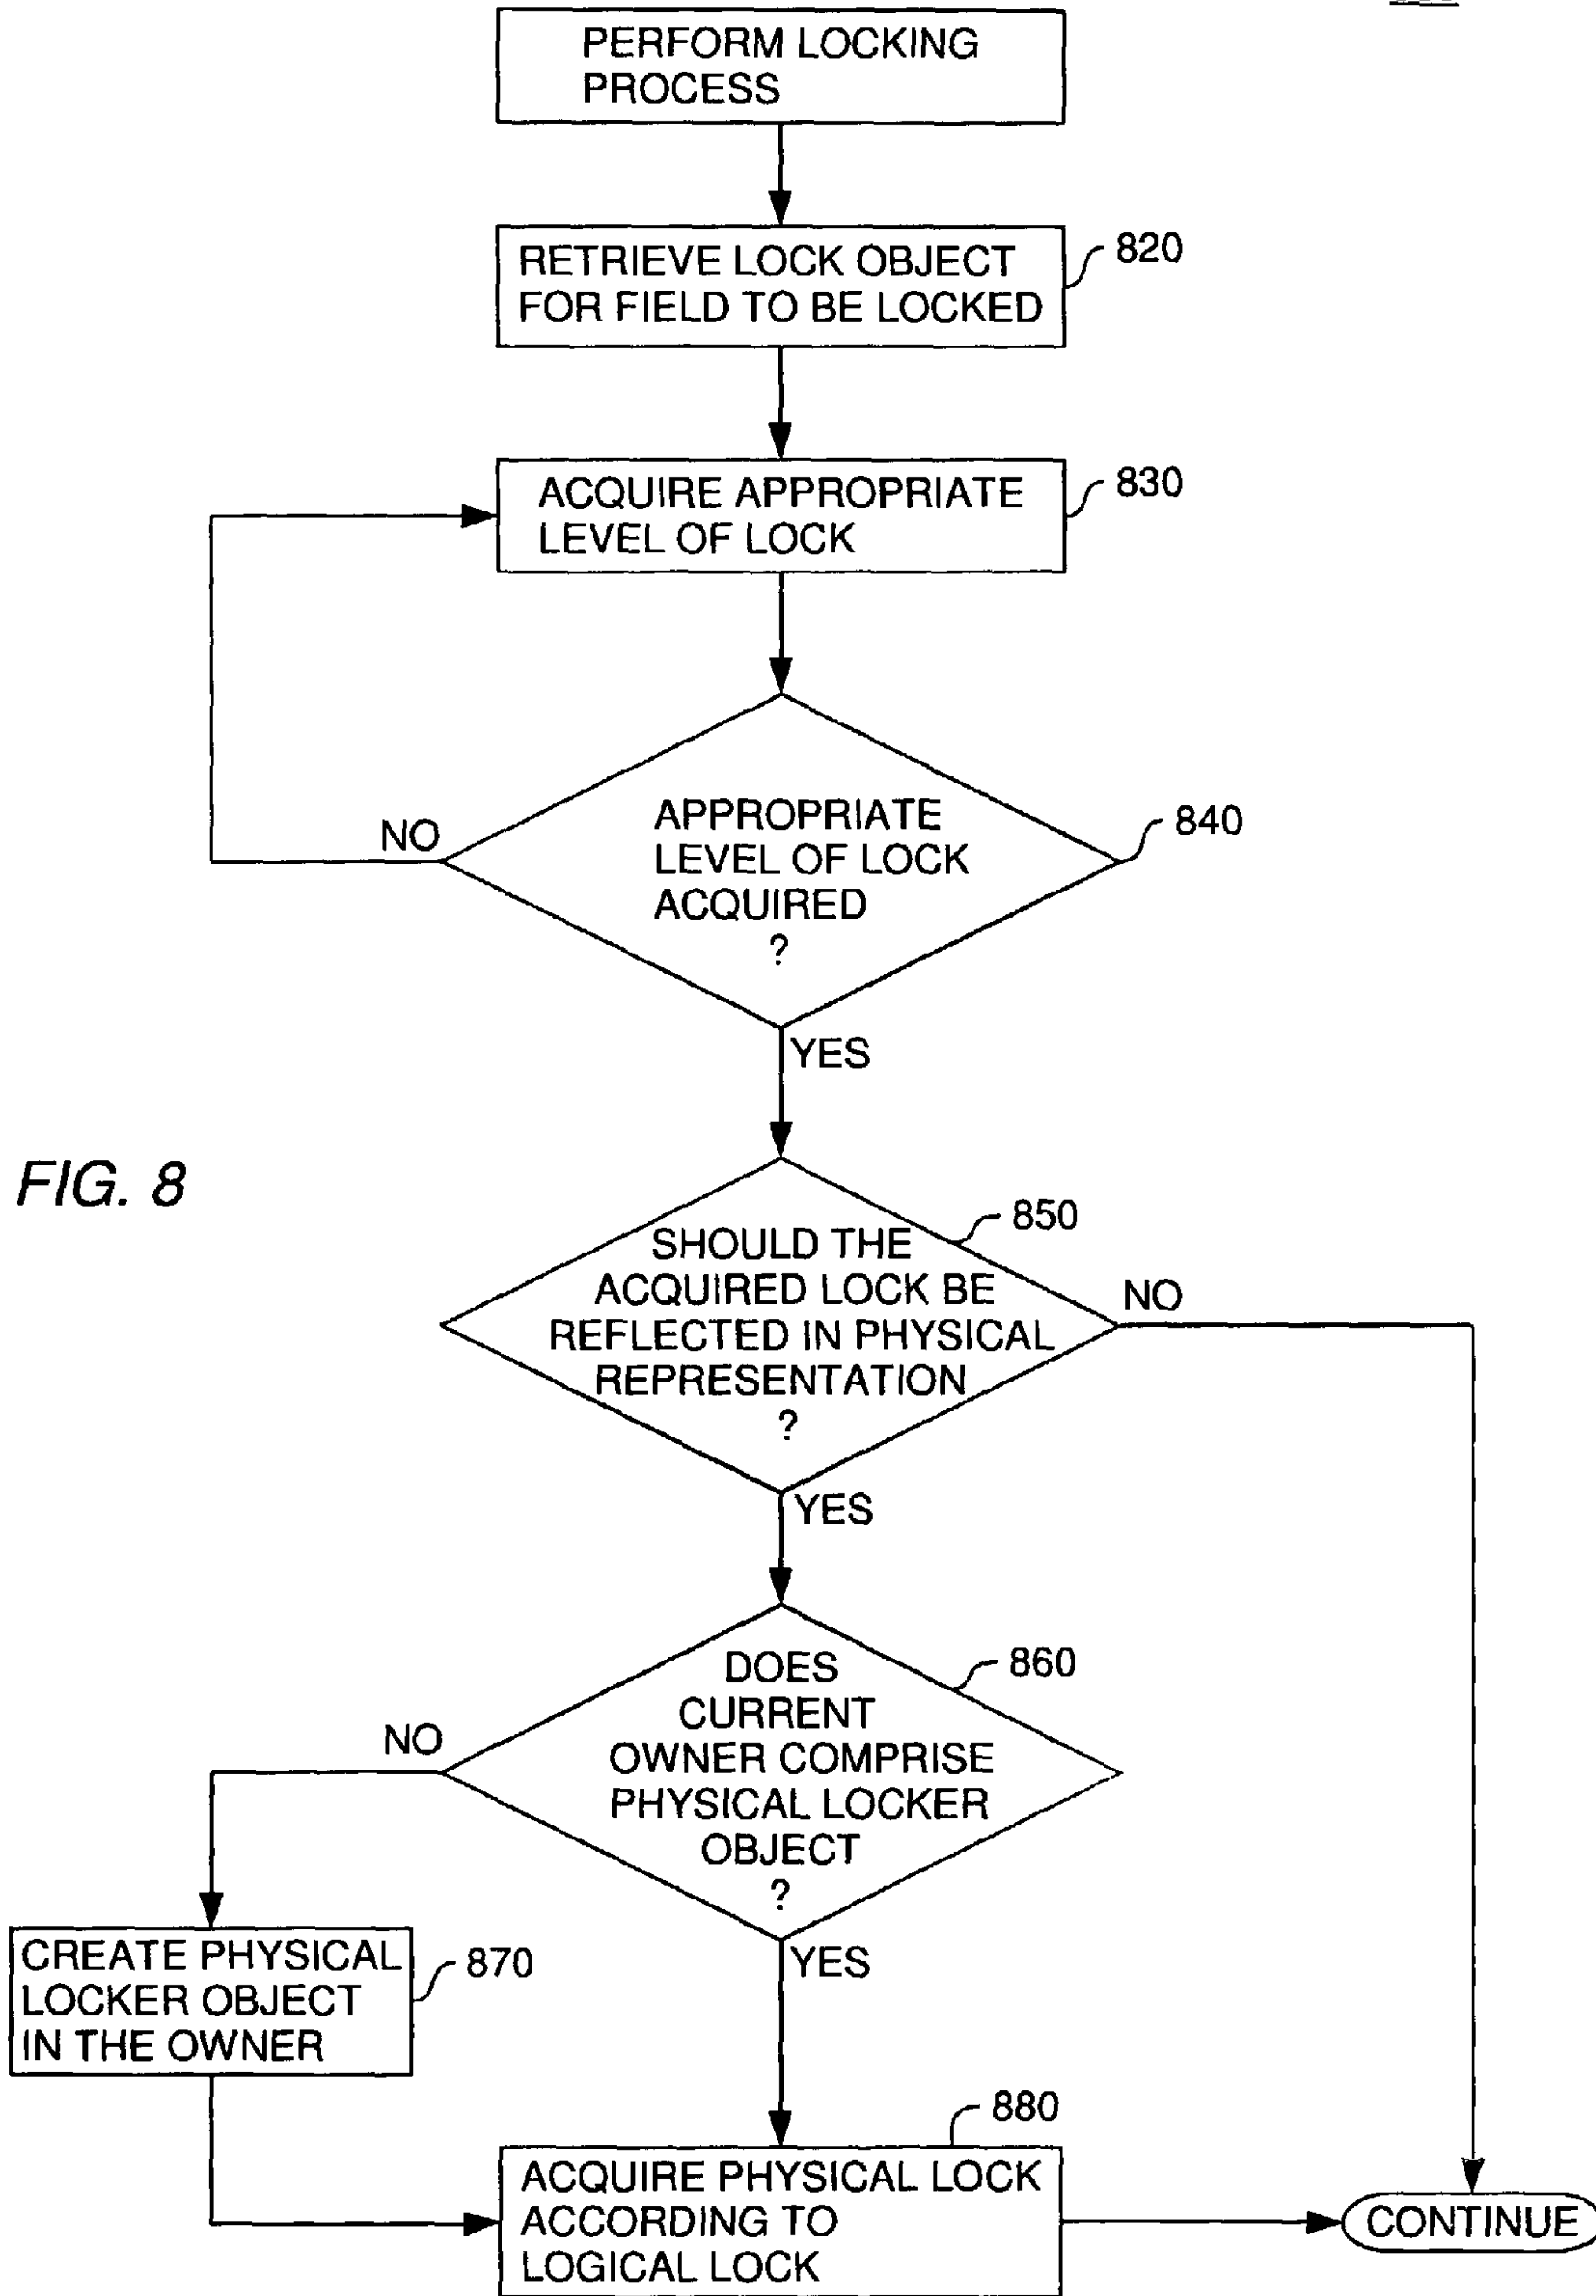 PERFORM LOCKING
PROCESS
RETRIEVE LOCK OBJECT
FOR FIELD TO BE LOCKED
820
ACQUIRE APPROPRIATE
LEVEL OF LOCK
830
NO
APPROPRIATE
LEVEL OF LOCK
ACQUIRED
?
840
YES
FIG. 8
850
SHOULD THE
ACQUIRED LOCK BE
REFLECTED IN PHYSICAL
REPRESENTATION
?
NO
YES
860
DOES
CURRENT
OWNER COMPRISE
PHYSICAL LOCKER
OBJECT
?
NO
YES
CREATE PHYSICAL
LOCKER OBJECT
IN THE OWNER
870
880
ACQUIRE PHYSICAL LOCK
ACCORDING TO
LOGICAL LOCK
CONTINUE